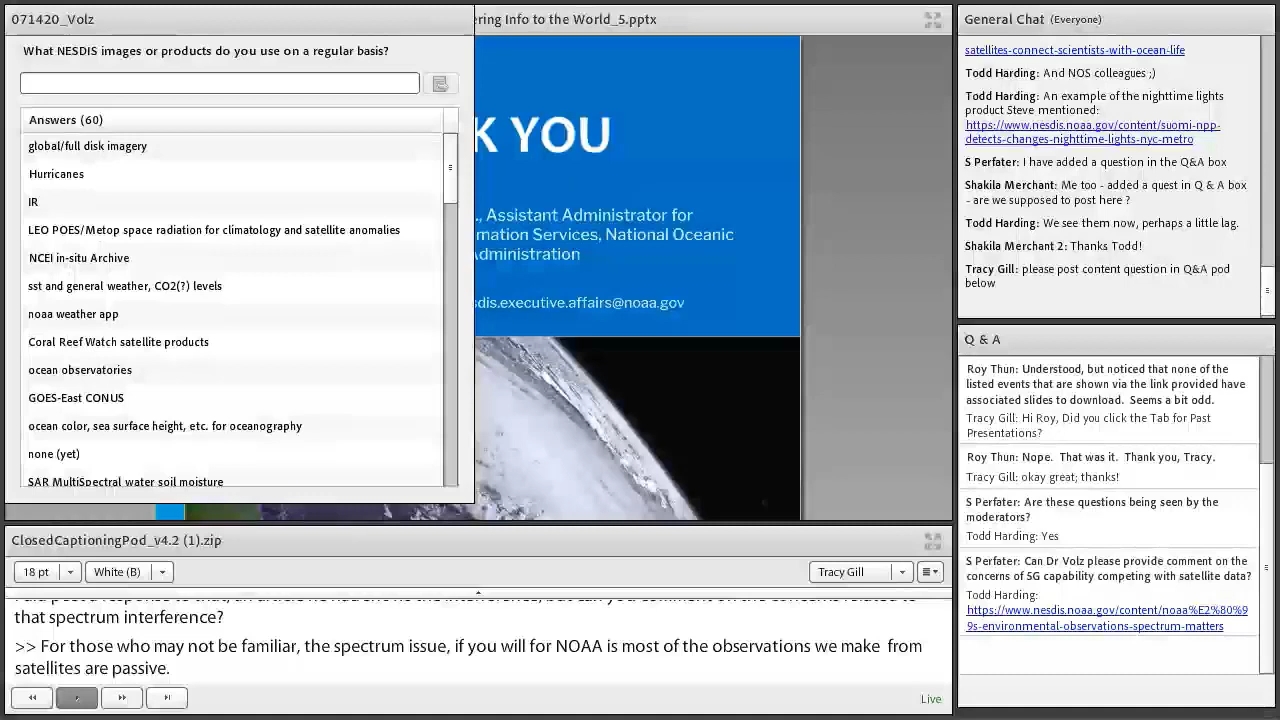 071420_Volz
ering Info to the World_5.pptx
What NESDIS images or products do you use on a regular basis?
Answers (60)
global/full disk imagery
Hurricanes
IR
LEO POES/Metop space radiation for climatology and satellite anomalies
NCEI in-situ Archive
sst and general weather, CO2(?) levels
noaa weather app
Coral Reef Watch satellite products
ocean observatories
GOES-East CONUS
ocean color, sea surface height, etc. for oceanography
none (yet)
SAR MultiSpectral water soil moisture
K YOU
., Assistant Administrator for
mation Services, National Oceanic
Administration
sdis.executive.affairs@noaa.gov
General Chat (Everyone)
satellites-connect-scientists-with-ocean-life
Todd Harding: And NOS colleagues ;)
Todd Harding: An example of the nighttime lights
product Steve mentioned:
https://www.nesdis.noaa.gov/content/suomi-npp-
detects-changes-nighttime-lights-nyc-metro
S Perfater: I have added a question in the Q&A box
Shakila Merchant: Me too - added a quest in Q & A box
- are we supposed to post here ?
Todd Harding: We see them now, perhaps a little lag.
Shakila Merchant 2: Thanks Todd!
Tracy Gill: please post content question in Q&A pod
below
Q & A
Roy Thun: Understood, but noticed that none of the
listed events that are shown via the link provided have
associated slides to download. Seems a bit odd.
Tracy Gill: Hi Roy, Did you click the Tab for Past
Presentations?
Roy Thun: Nope. That was it. Thank you, Tracy.
Tracy Gill: okay great; thanks!
S Perfater: Are these questions being seen by the
moderators?
Todd Harding: Yes
S Perfater: Can Dr Volz please provide comment on the
concerns of 5G capability competing with satellite data?
Todd Harding:
https://www.nesdis.noaa.gov/content/noaa%E2%80%9
9s-environmental-observations-spectrum-matters
ClosedCaptioningPod_v4.2 (1).zip
18 pt
White (B)
Tracy Gill
that spectrum interference?
>> For those who may not be familiar, the spectrum issue, if you will for NOAA is most of the observations we make from
satellites are passive.
Live